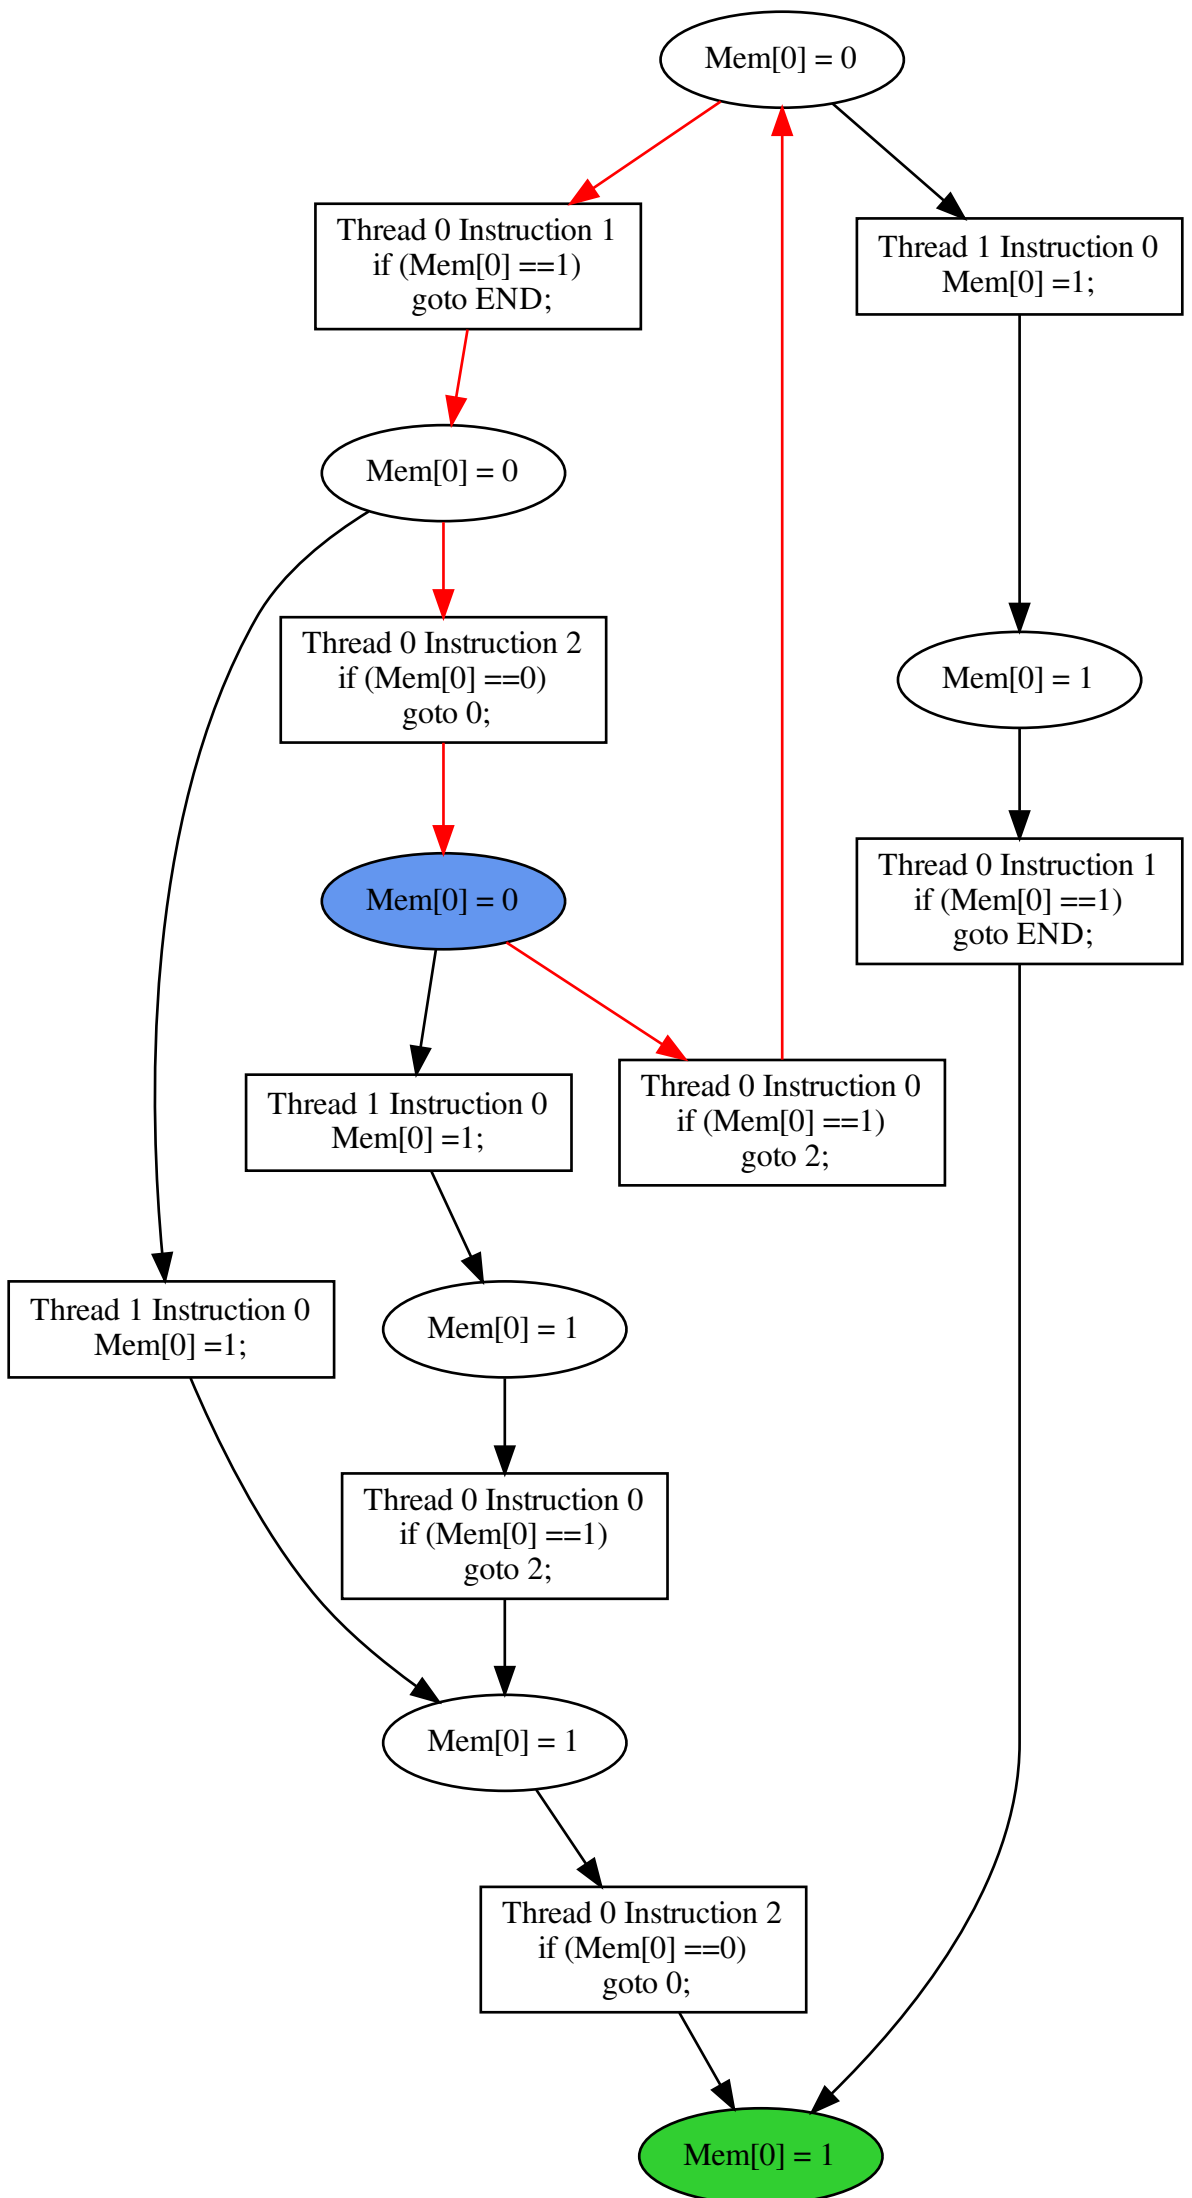 Mem[0] = 0
Thread 0 Instruction 1
if (Mem[0] ==1)
goto END;
Thread 1 Instruction 0
Mem[0] =1;
Mem[0] = 0
Thread 0 Instruction 2
if (Mem[0] ==0)
goto 0;
Mem[0] = 1
Mem[0] = 0
Thread 0 Instruction 1
if (Mem[0] ==1)
goto END;
Thread 1 Instruction 0
Mem[0] =1;
Thread 0 Instruction 0
if (Mem[0] ==1)
goto 2;
Thread 1 Instruction 0
Mem[0] =1;
Mem[0] = 1
Thread 0 Instruction 0
if (Mem[0] ==1)
goto 2;
Mem[0] = 1
Thread 0 Instruction 2
if (Mem[0] ==0)
goto 0;
Mem[0] = 1